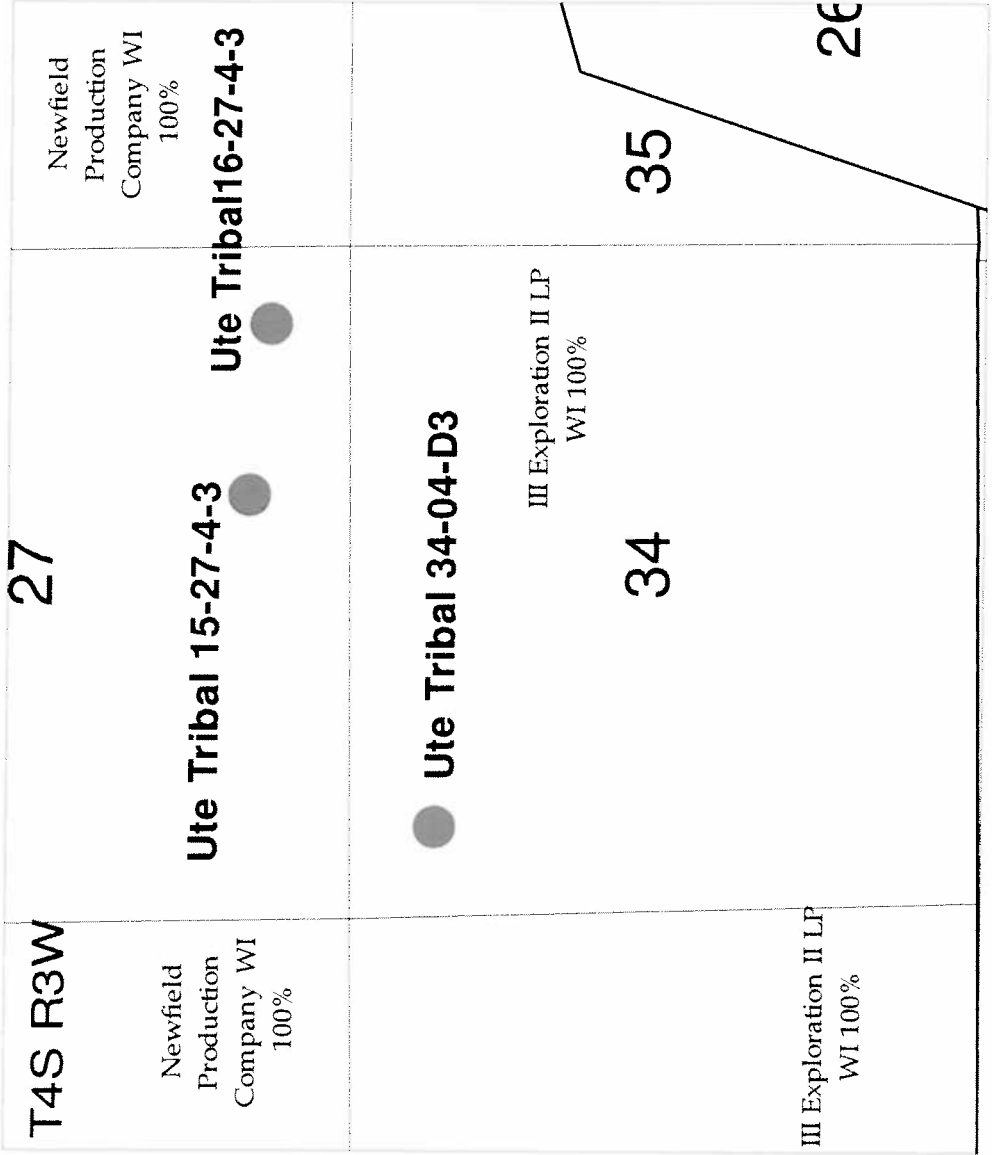 T4S R3W
27
Newfield
Production
Company WI
100%
Newfield
Production
Company WI
100%
Ute Tribal 15-27-4-3
Ute Tribal16-27-4-3
Ute Tribal 34-04-D3
III Exploration II LP
WI 100%
34
35
III Exploration II LP
WI 100%
26